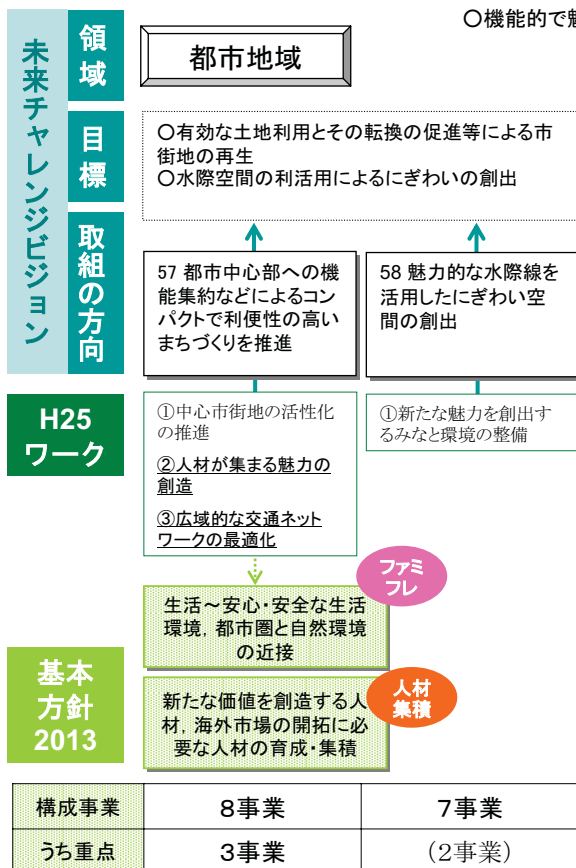 〇機能的で魅
未来チャレンジビジョン
領域
都市地域
目標
〇有効な土地利用とその転換の促進等による市
街地の再生
〇水際空間の利活用によるにぎわいの創出
取組の方向
57 都市中心部への機
能集約などによるコン
パクトで利便性の高い
まちづくりを推進
58 魅力的な水際線を
活用したにぎわい空
間の創出
H25
ワーク
①中心市街地の活性化
の推進
②人材が集まる魅力の
創造
③広域的な交通ネット
ワークの最適化
①新たな魅力を創出す
るみなと環境の整備
ファミ
フレ
生活～安心・安全な生活
環境，都市圏と自然環境
の近接
基本
方針
2013
人材
集積
新たな価値を創造する人
材，海外市場の開拓に必
要な人材の育成・集積
構成事業 8事業 7事業
うち重点 3事業 (2事業)